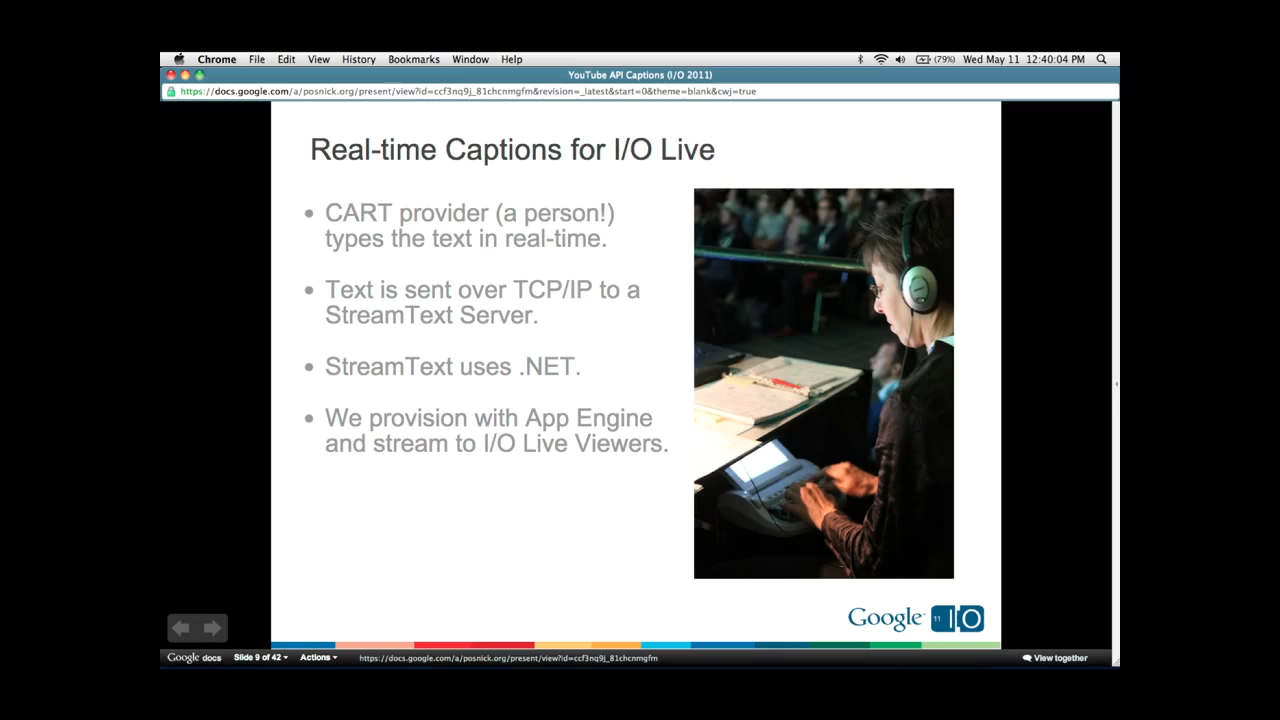 Chrome File Edit View History Bookmarks Window Help (79%) Wed May 11 12:40:04 PM
YouTube API Captions (I/O 2011)
https://docs.google.com/a/posnick.org/present/view?id=ccf3nq9j_81chcnmgfm&revision=_latest&start=0&theme=blank&cwj=true
Real-time Captions for I/O Live
• CART provider (a person!)
types the text in real-time.
• Text is sent over TCP/IP to a
StreamText Server.
• StreamText uses .NET.
• We provision with App Engine
and stream to I/O Live Viewers.
Google 11 IO
Google docs Slide 9 of 42 Actions https://docs.google.com/a/posnick.org/present/view?id=ccf3nq9j_81chcnmgfm View together